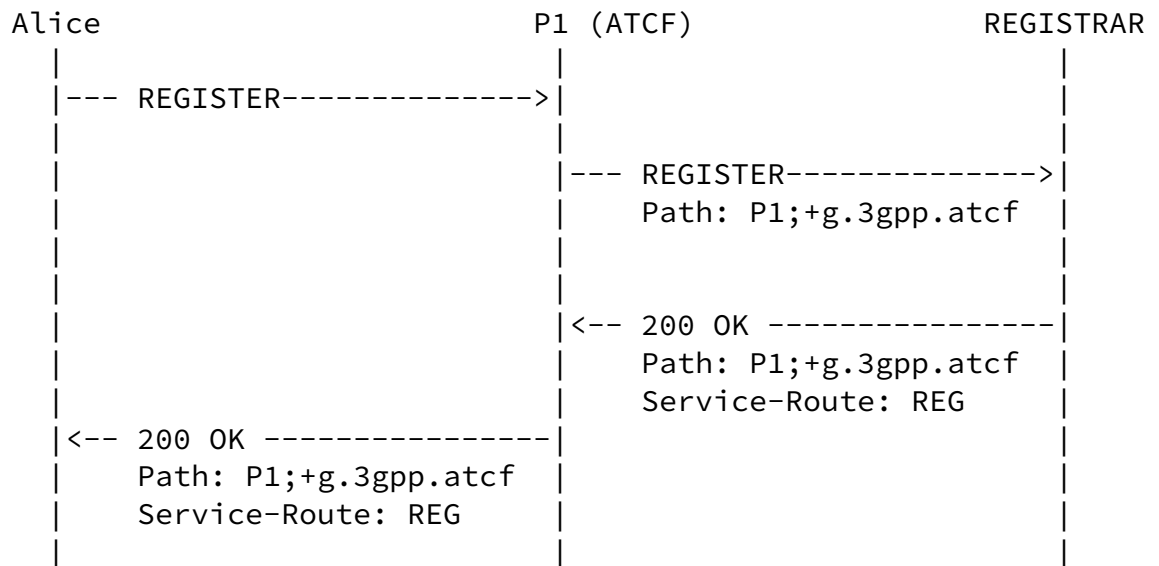 Alice P1 (ATCF) REGISTRAR
--- REGISTER-------------->
--- REGISTER-------------->
Path: P1;+g.3gpp.atcf
<-- 200 OK ----------------
Path: P1;+g.3gpp.atcf
Service-Route: REG
<-- 200 OK ----------------
Path: P1;+g.3gpp.atcf
Service-Route: REG